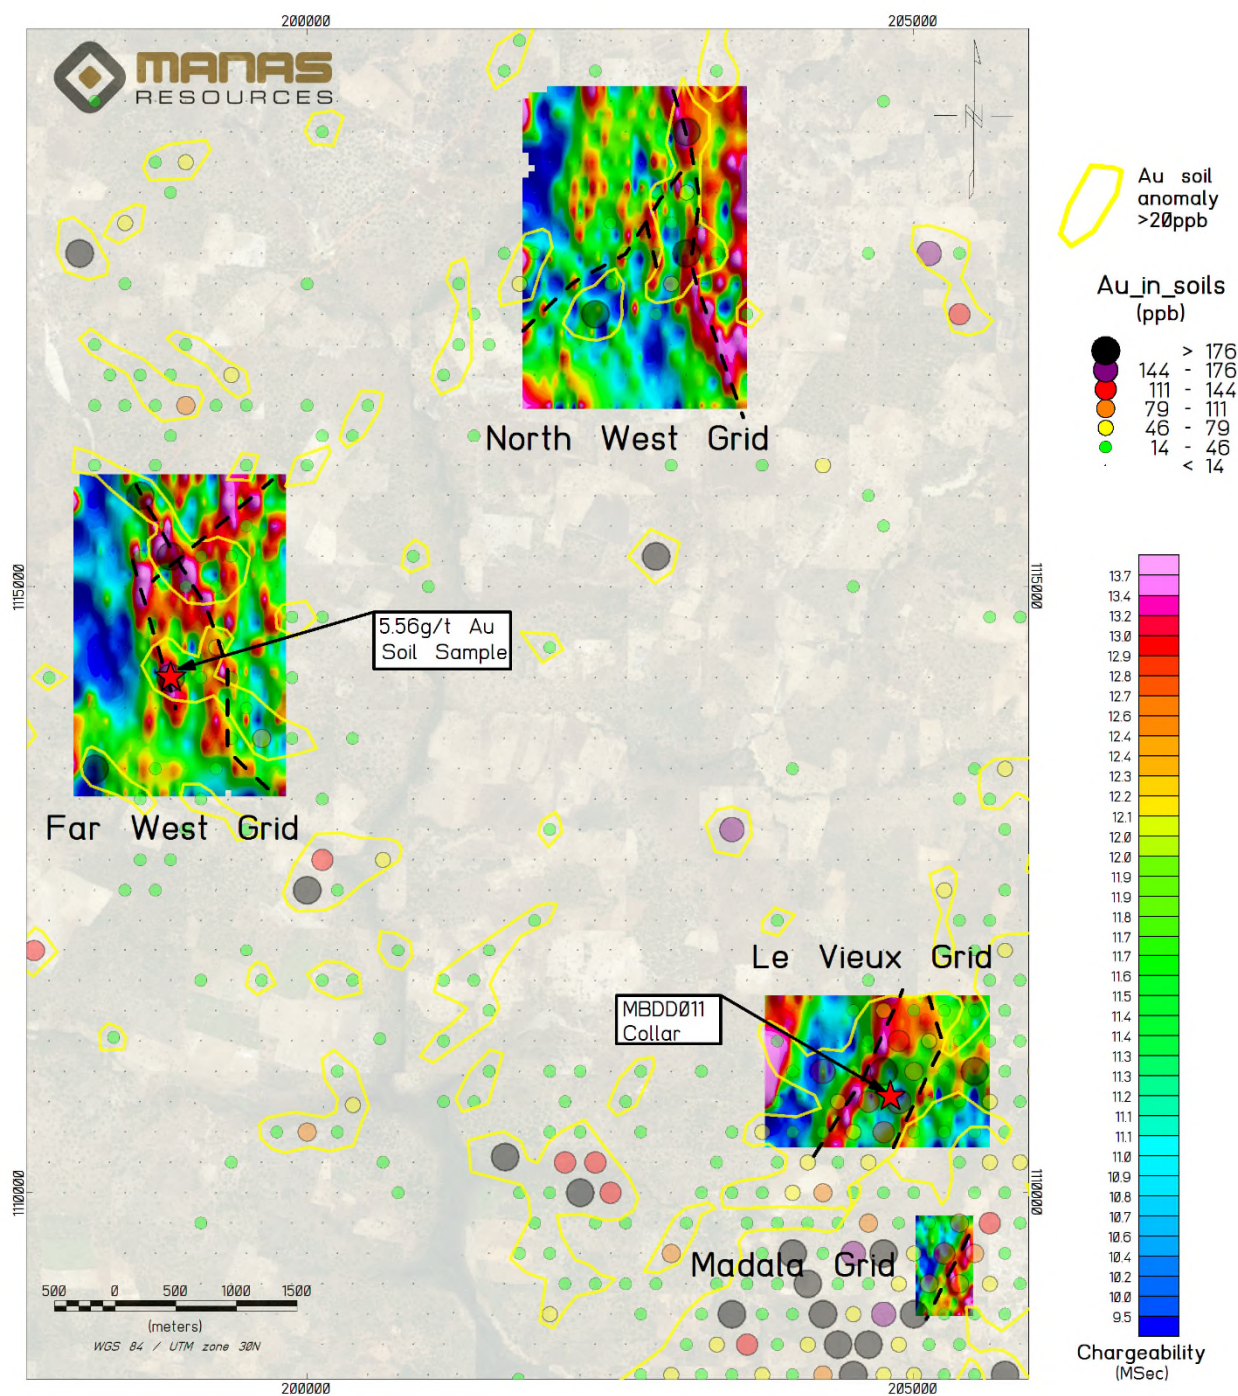 200000
205000
MANAS
RESOURCES
N
Au soil
anomaly
>20ppb
Au_in_soils
(ppb)
> 176
144 - 176
111 - 144
79 - 111
46 - 79
14 - 46
< 14
North West Grid
1115000
1115000
5.56g/t Au
Soil Sample
13.7
13.4
13.2
13.0
12.9
12.8
12.7
12.6
12.4
12.4
12.3
12.2
12.1
12.0
12.0
11.9
11.9
11.8
11.7
11.7
11.6
11.5
11.4
11.4
11.3
11.3
11.2
11.1
11.1
11.0
10.9
10.8
10.7
10.6
10.4
10.2
10.0
9.5
Chargeability
(MSec)
Far West Grid
Le Vieux Grid
MBDD011
Collar
1110000
1110000
Madala Grid
500 0 500 1000 1500
(meters)
WGS 84 / UTM zone 30N
200000
205000